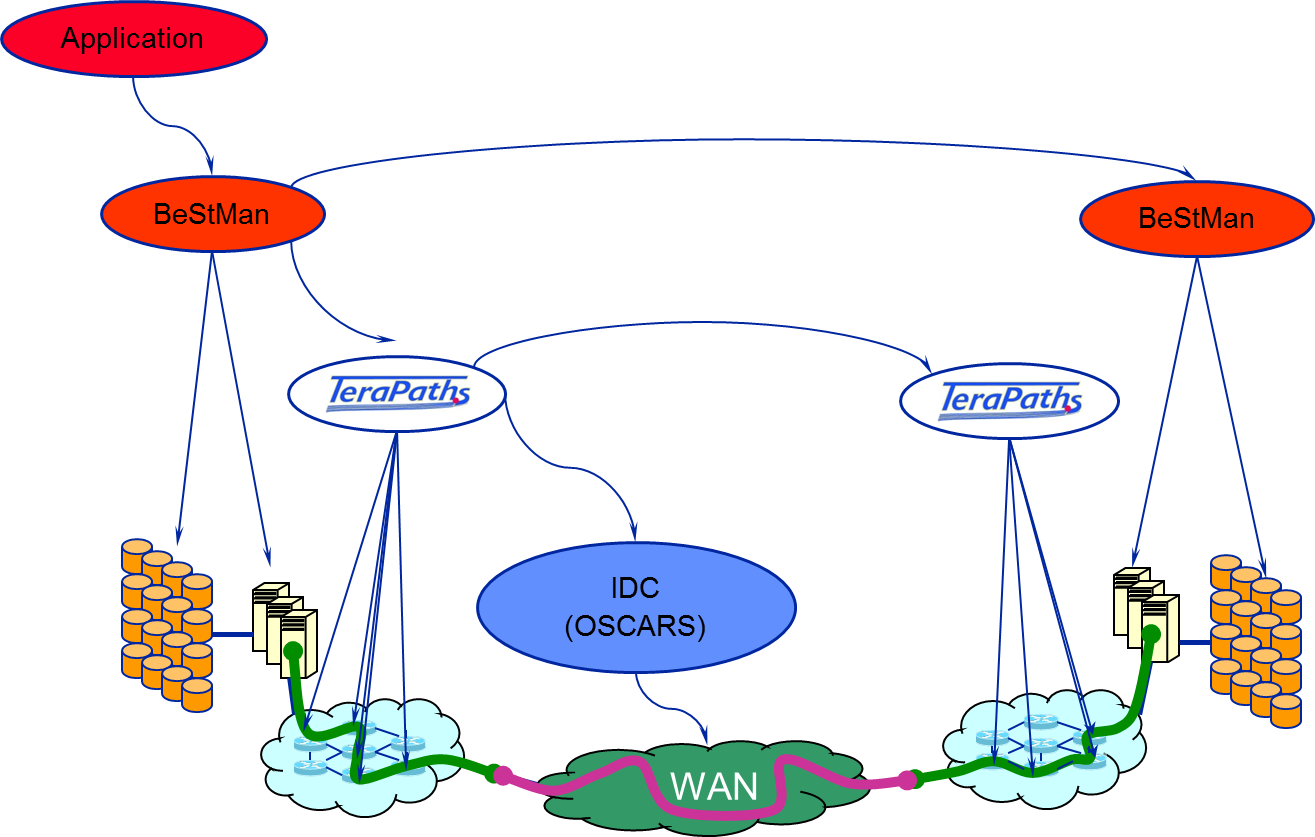 Application
BeStMan
BeStMan
TeraPaths
TeraPaths
IDC
(OSCARS)
WAN